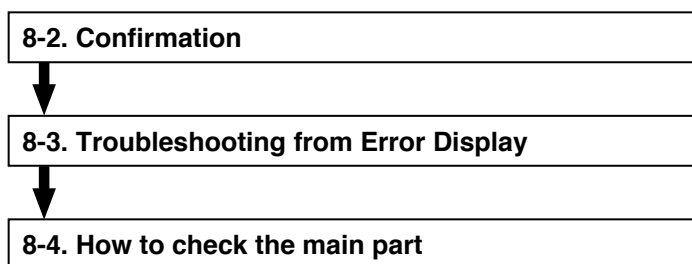 8-2. Confirmation
8-3. Troubleshooting from Error Display
8-4. How to check the main part